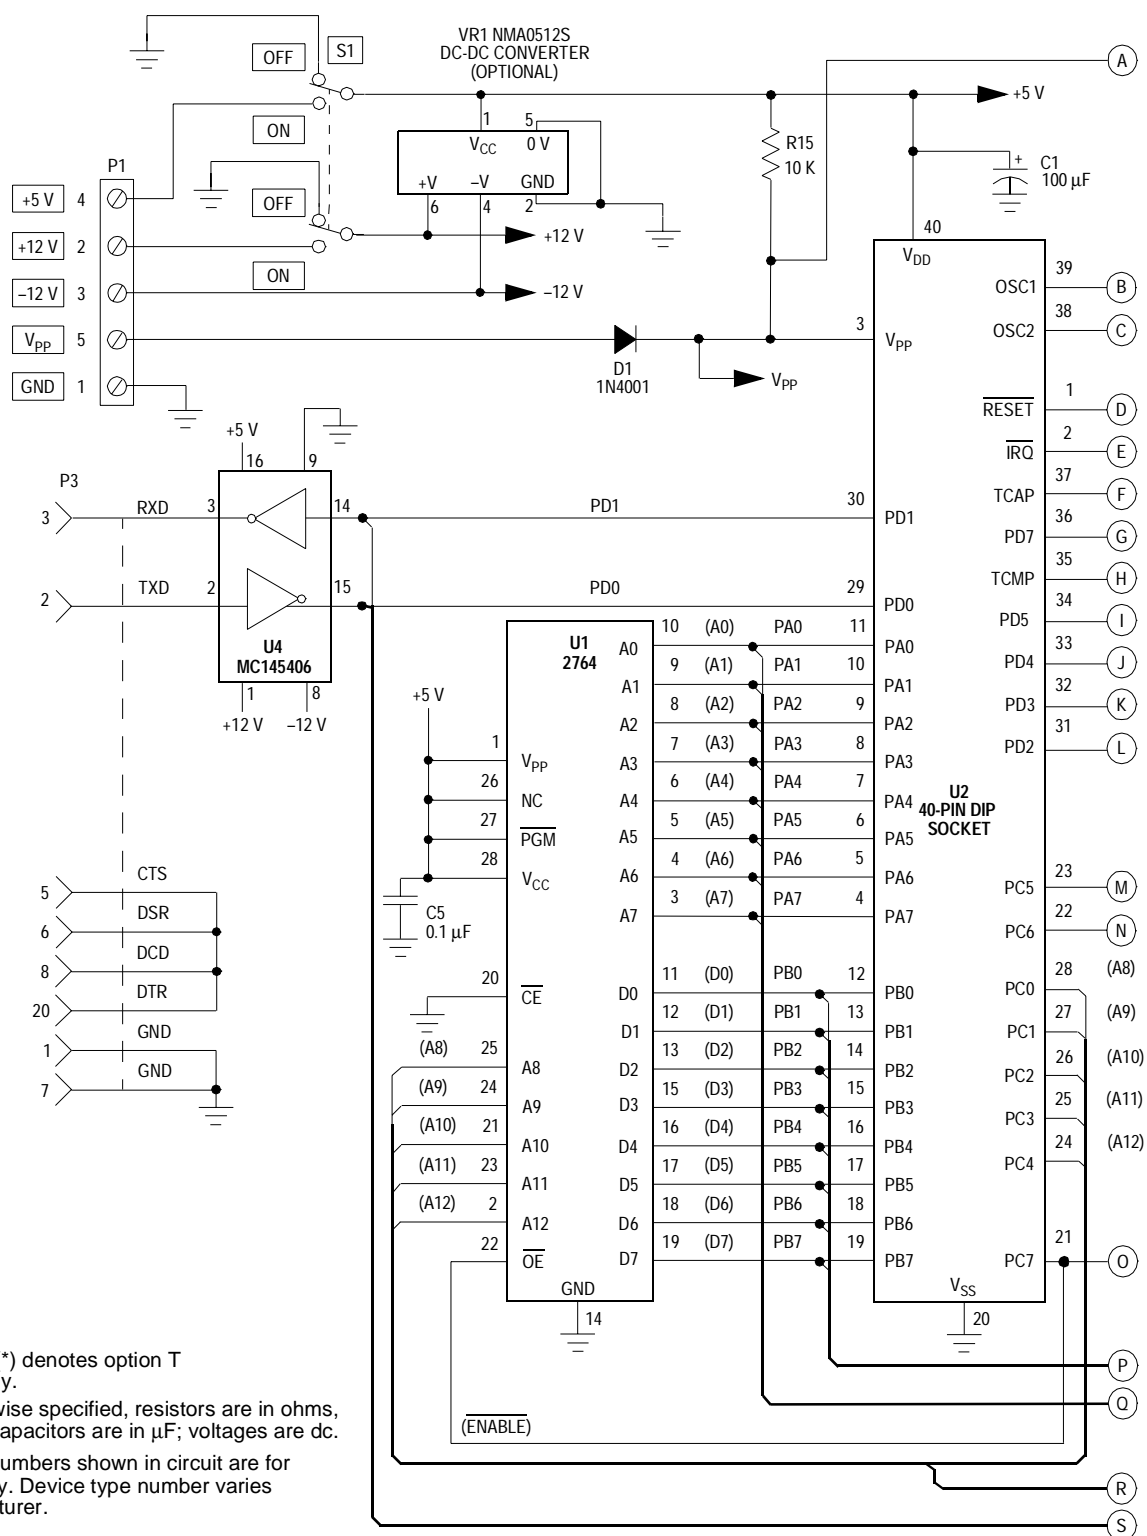 VR1 NMA0512S
DC-DC CONVERTER
(OPTIONAL)
OFF
S1
ON
OFF
ON
A
+5 V
1
5
VCC
0 V
+V
–V
GND
6
4
2
+12 V
–12 V
R15
10 K
+
C1
100 µF
P1
+5 V 4
+12 V 2
–12 V 3
VPP 5
GND 1
D1
1N4001
VPP
3
VPP
40
VDD
OSC1 39 B
OSC2 38 C
RESET 1 D
IRQ 2 E
TCAP 37 F
PD7 36 G
TCMP 35 H
PD5 34 I
PD4 33 J
PD3 32 K
PD2 31 L
+5 V
16
9
P3
3 RXD 3
14
PD1
30
PD1
2 TXD 2
15
PD0
29
PD0
U4
MC145406
1
8
+12 V
–12 V
5 CTS
6 DSR
8 DCD
20 DTR
1 GND
7 GND
U1
2764
+5 V
1 VPP
26 NC
27 PGM
28 VCC
C5
0.1 µF
20 CE
(A8) 25 A8
(A9) 24 A9
(A10) 21 A10
(A11) 23 A11
(A12) 2 A12
22 OE
GND
14
A0 10 (A0) PA0 11 PA0
A1 9 (A1) PA1 10 PA1
A2 8 (A2) PA2 9 PA2
A3 7 (A3) PA3 8 PA3
A4 6 (A4) PA4 7 PA4
A5 5 (A5) PA5 6 PA5
A6 4 (A6) PA6 5 PA6
A7 3 (A7) PA7 4 PA7
D0 11 (D0) PB0 12 PB0
D1 12 (D1) PB1 13 PB1
D2 13 (D2) PB2 14 PB2
D3 15 (D3) PB3 15 PB3
D4 16 (D4) PB4 16 PB4
D5 17 (D5) PB5 17 PB5
D6 18 (D6) PB6 18 PB6
D7 19 (D7) PB7 19 PB7
U2
40-PIN DIP
SOCKET
PC5 23 M
PC6 22 N
PC0 28 (A8)
PC1 27 (A9)
PC2 26 (A10)
PC3 25 (A11)
PC4 24 (A12)
PC7 21 O
VSS
20
P
Q
(ENABLE)
R
S
(*) denotes option T
y.
vise specified, resistors are in ohms,
apacitors are in µF; voltages are dc.
umbers shown in circuit are for
y. Device type number varies
turer.